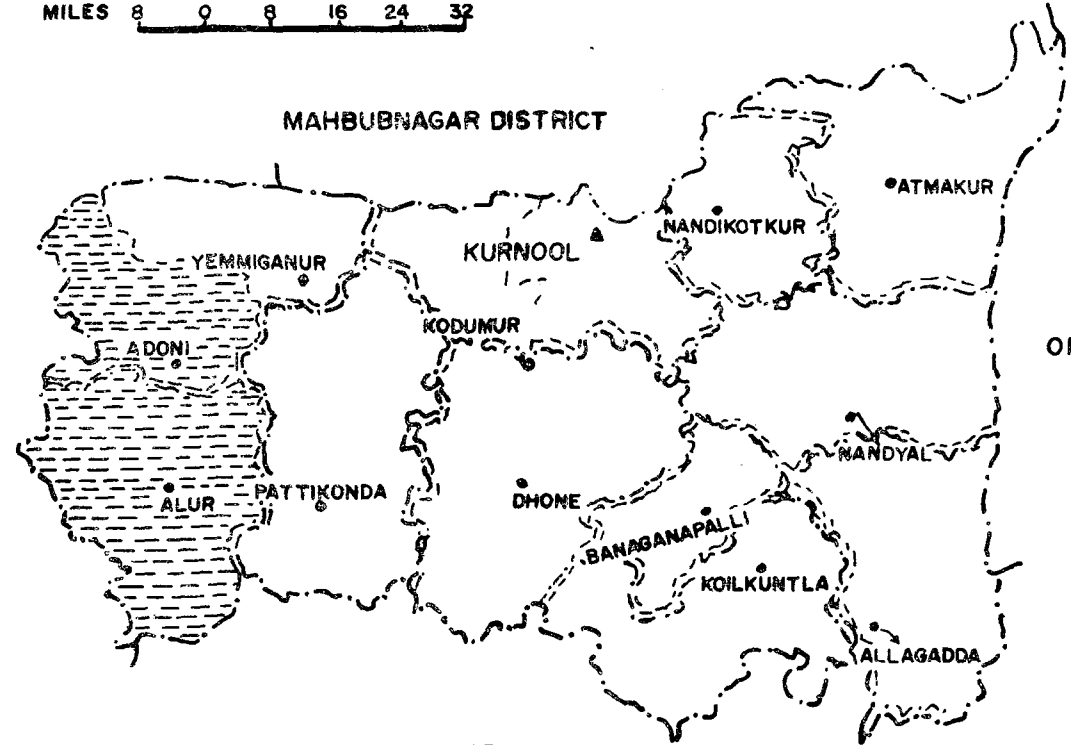 MILES 8 0 8 16 24 32
MAHBUBNAGAR DISTRICT
ATMAKUR
NANDIKOTKUR
KURNOOL
YEMMIGANUR
KODUMUR
ADONI
NANDYAL
PATTIKONDA
ALUR
DHONE
BANAGANAPALLI
KOILKUNTLA
ALLAGADDA